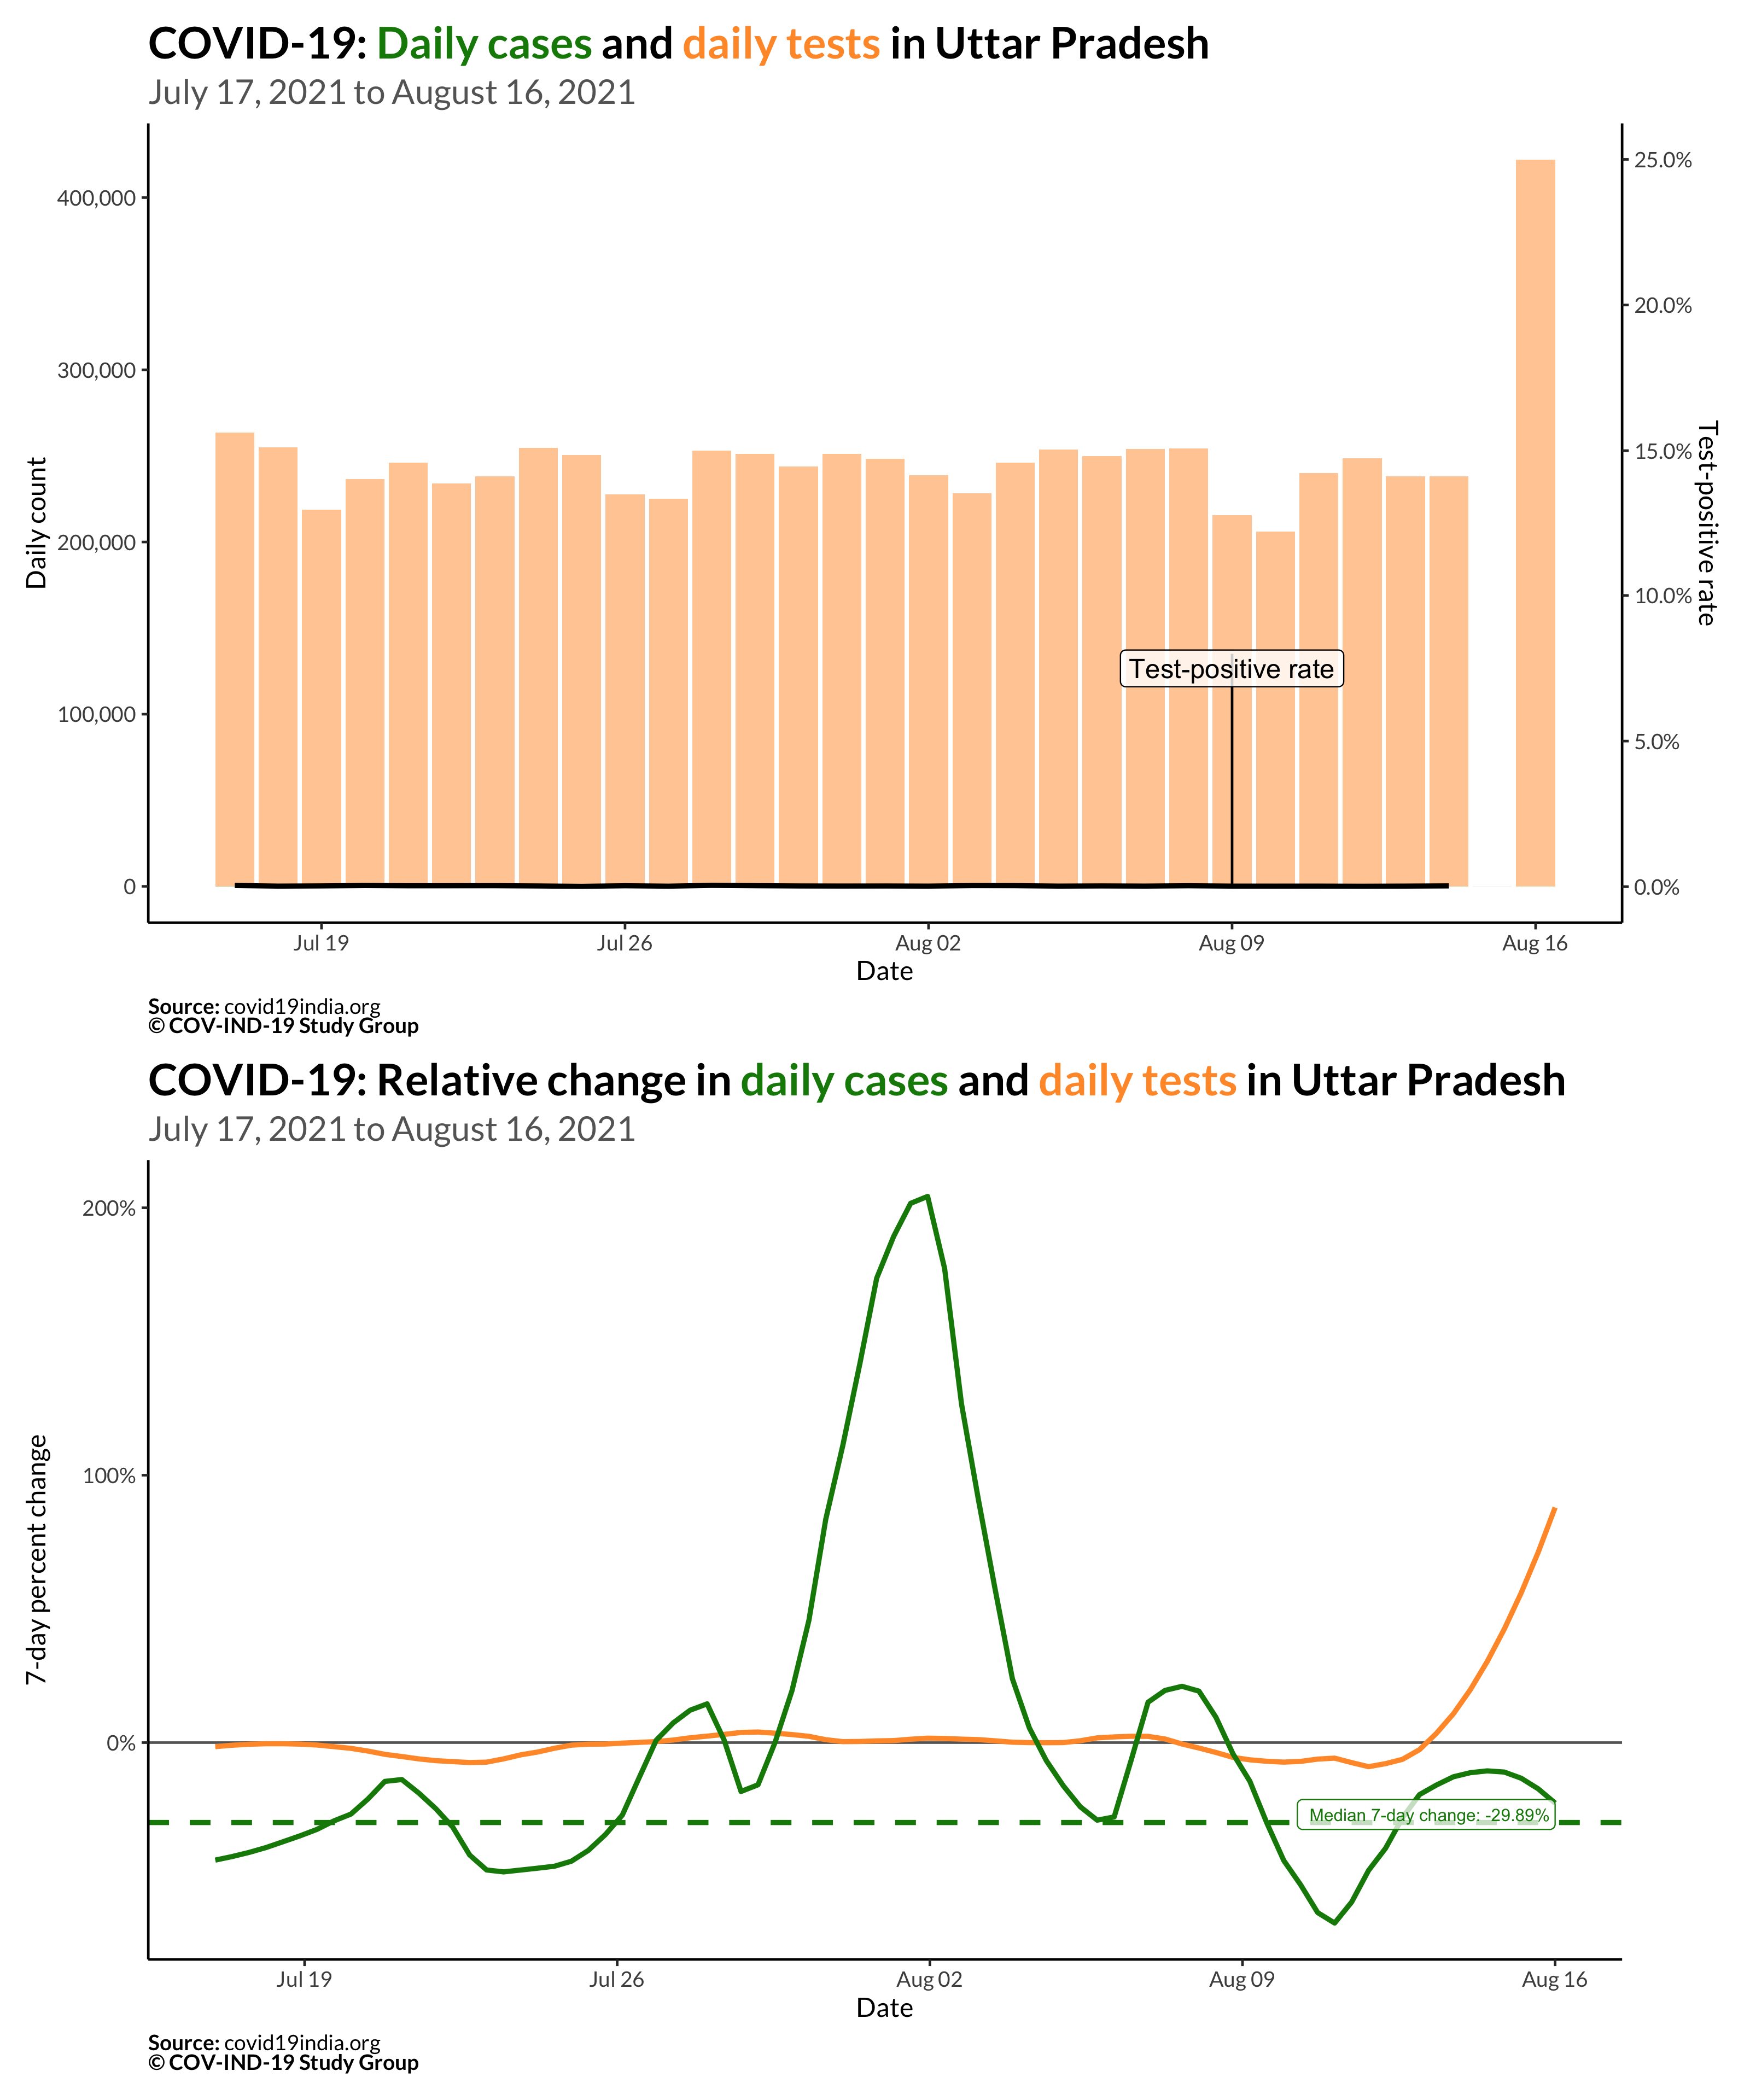 COVID-19: Daily cases and daily tests in Uttar Pradesh
July 17, 2021 to August 16, 2021
400,000
300,000
200,000
100,000
0
Daily count
25.0%
20.0%
15.0%
10.0%
5.0%
0.0%
Test-positive rate
Test-positive rate
Jul 19
Jul 26
Aug 02
Aug 09
Aug 16
Date
Source: covid19india.org
© COV-IND-19 Study Group
COVID-19: Relative change in daily cases and daily tests in Uttar Pradesh
July 17, 2021 to August 16, 2021
200%
100%
0%
7-day percent change
Median 7-day change: -29.89%
Jul 19
Jul 26
Aug 02
Aug 09
Aug 16
Date
Source: covid19india.org
© COV-IND-19 Study Group